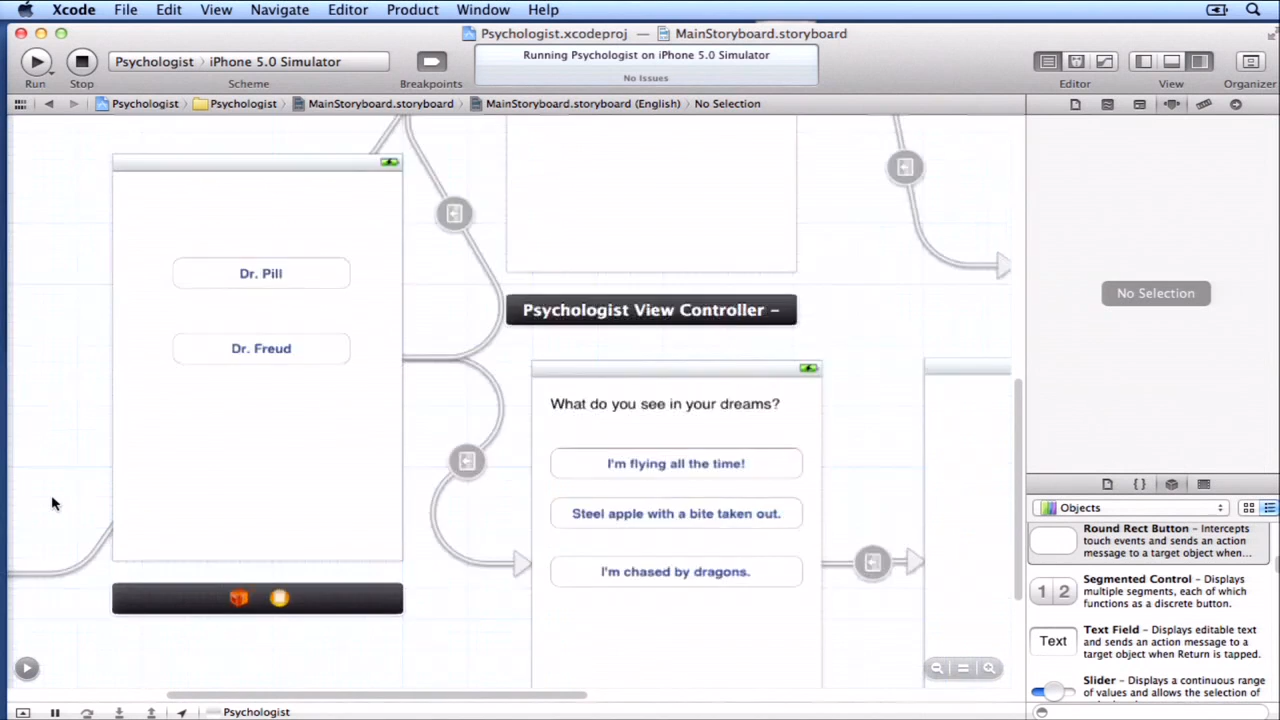 Xcode File Edit View Navigate Editor Product Window Help
Psychologist.xcodeproj — MainStoryboard.storyboard
Psychologist iPhone 5.0 Simulator
Running Psychologist on iPhone 5.0 Simulator
No Issues
Run Stop Scheme Breakpoints Editor View Organizer
Psychologist Psychologist MainStoryboard.storyboard MainStoryboard.storyboard (English) No Selection
Dr. Pill
Dr. Freud
Psychologist View Controller –
What do you see in your dreams?
I'm flying all the time!
Steel apple with a bite taken out.
I'm chased by dragons.
No Selection
Objects
Round Rect Button – Intercepts
touch events and sends an action
message to a target object when...
1 2
Segmented Control – Displays
multiple segments, each of which
functions as a discrete button.
Text
Text Field – Displays editable text
and sends an action message to a
target object when Return is tapped.
Slider – Displays a continuous range
of values and allows the selection of
Psychologist